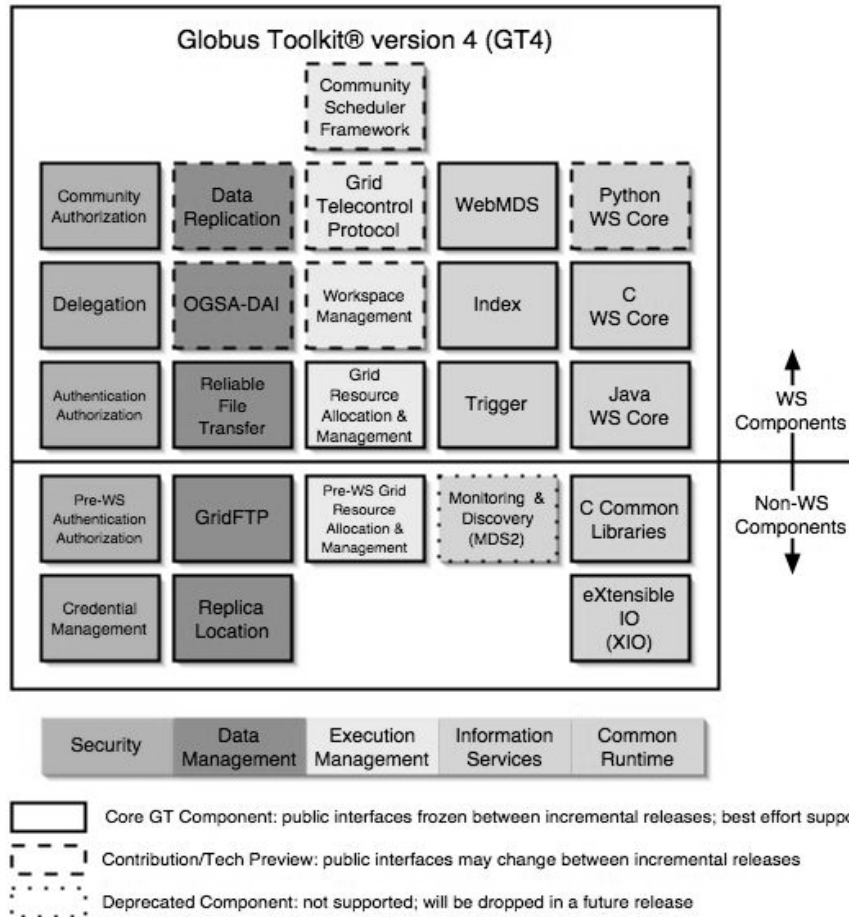 Globus Toolkit® version 4 (GT4)
Community
Scheduler
Framework
Community
Authorization
Data
Replication
Grid
Telecontrol
Protocol
WebMDS
Python
WS Core
Delegation
OGSA-DAI
Workspace
Management
Index
C
WS Core
Authentication
Authorization
Reliable
File
Transfer
Grid
Resource
Allocation &
Management
Trigger
Java
WS Core
WS
Components
Pre-WS
Authentication
Authorization
GridFTP
Pre-WS Grid
Resource
Allocation &
Management
Monitoring &
Discovery
(MDS2)
C Common
Libraries
Non-WS
Components
Credential
Management
Replica
Location
eXtensible
IO
(XIO)
Security
Data
Management
Execution
Management
Information
Services
Common
Runtime
Core GT Component: public interfaces frozen between incremental releases; best effort
Contribution/Tech Preview: public interfaces may change between incremental releases
Deprecated Component: not supported; will be dropped in a future release